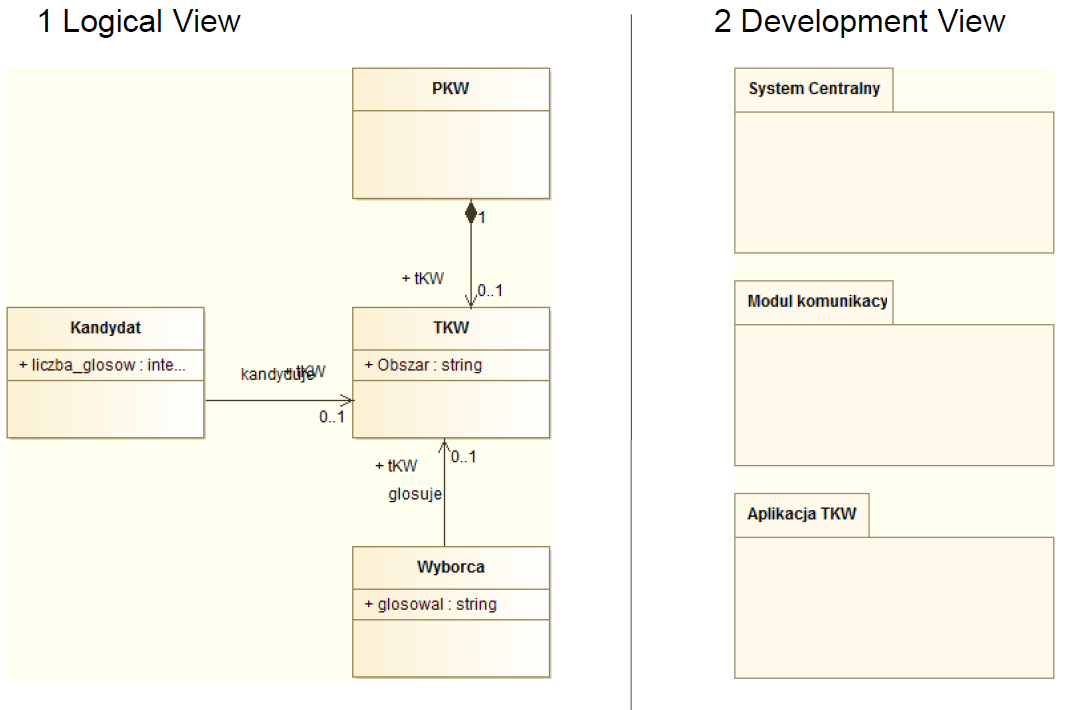 1 Logical View
2 Development View
PKW
1
+ tKW
0..1
Kandydat
+ liczba_glosow : inte...
kandyduje
+ tKW
0..1
TKW
+ Obszar : string
+ tKW
0..1
glosuje
Wyborca
+ glosowal : string
System Centralny
Modul komunikacy
Aplikacja TKW